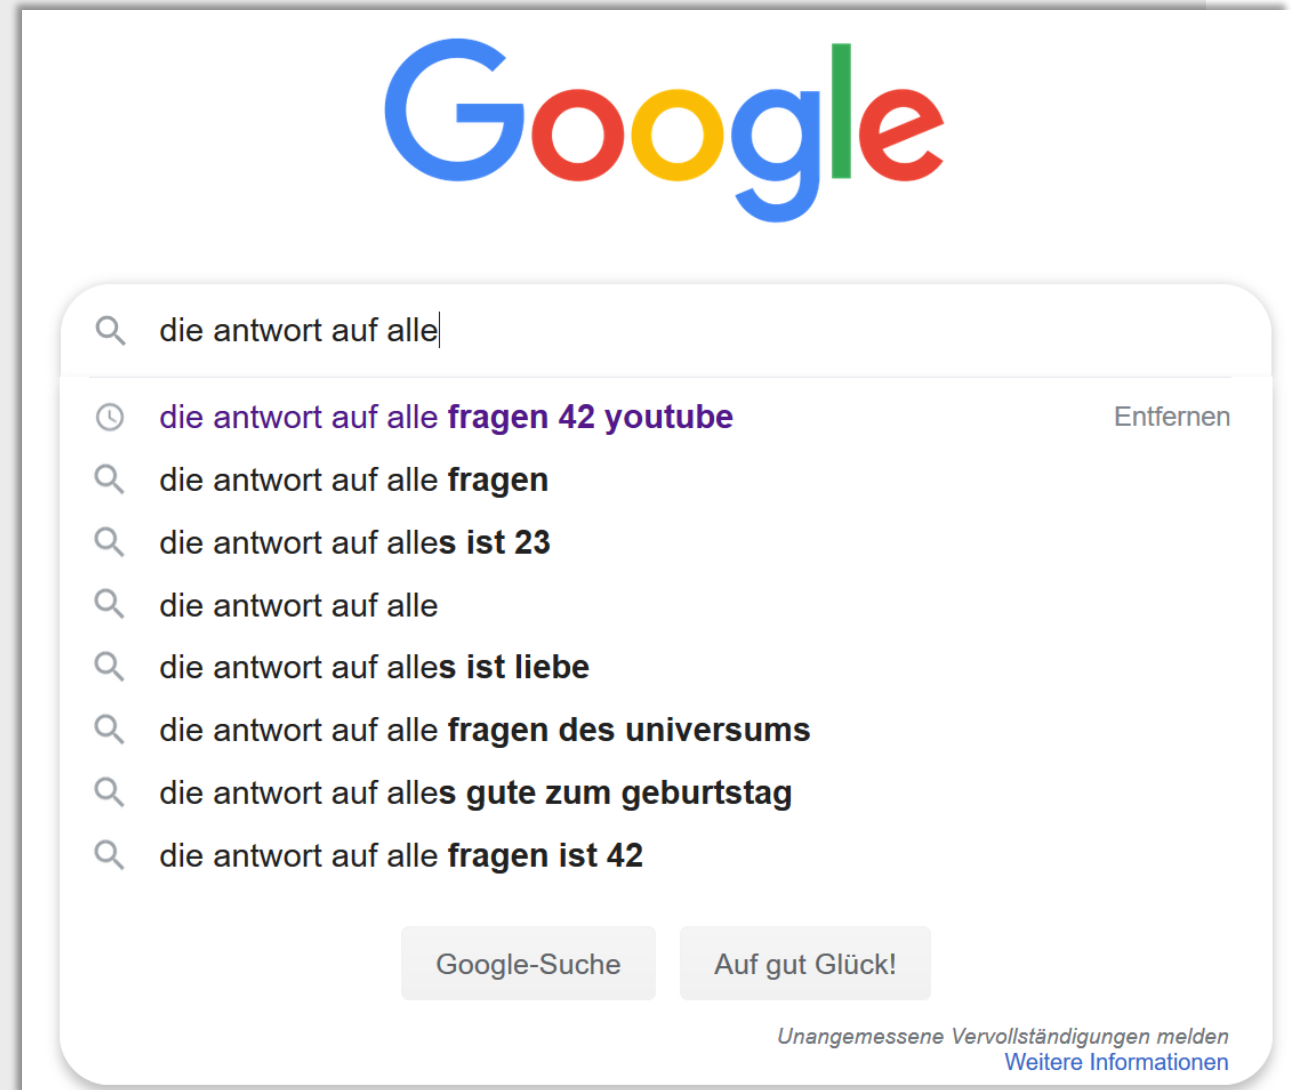 Google
die antwort auf alle
die antwort auf alle fragen 42 youtube Entfernen
die antwort auf alle fragen
die antwort auf alles ist 23
die antwort auf alle
die antwort auf alles ist liebe
die antwort auf alle fragen des universums
die antwort auf alles gute zum geburtstag
die antwort auf alle fragen ist 42
Google-Suche Auf gut Glück!
Unangemessene Vervollständigungen melden
Weitere Informationen